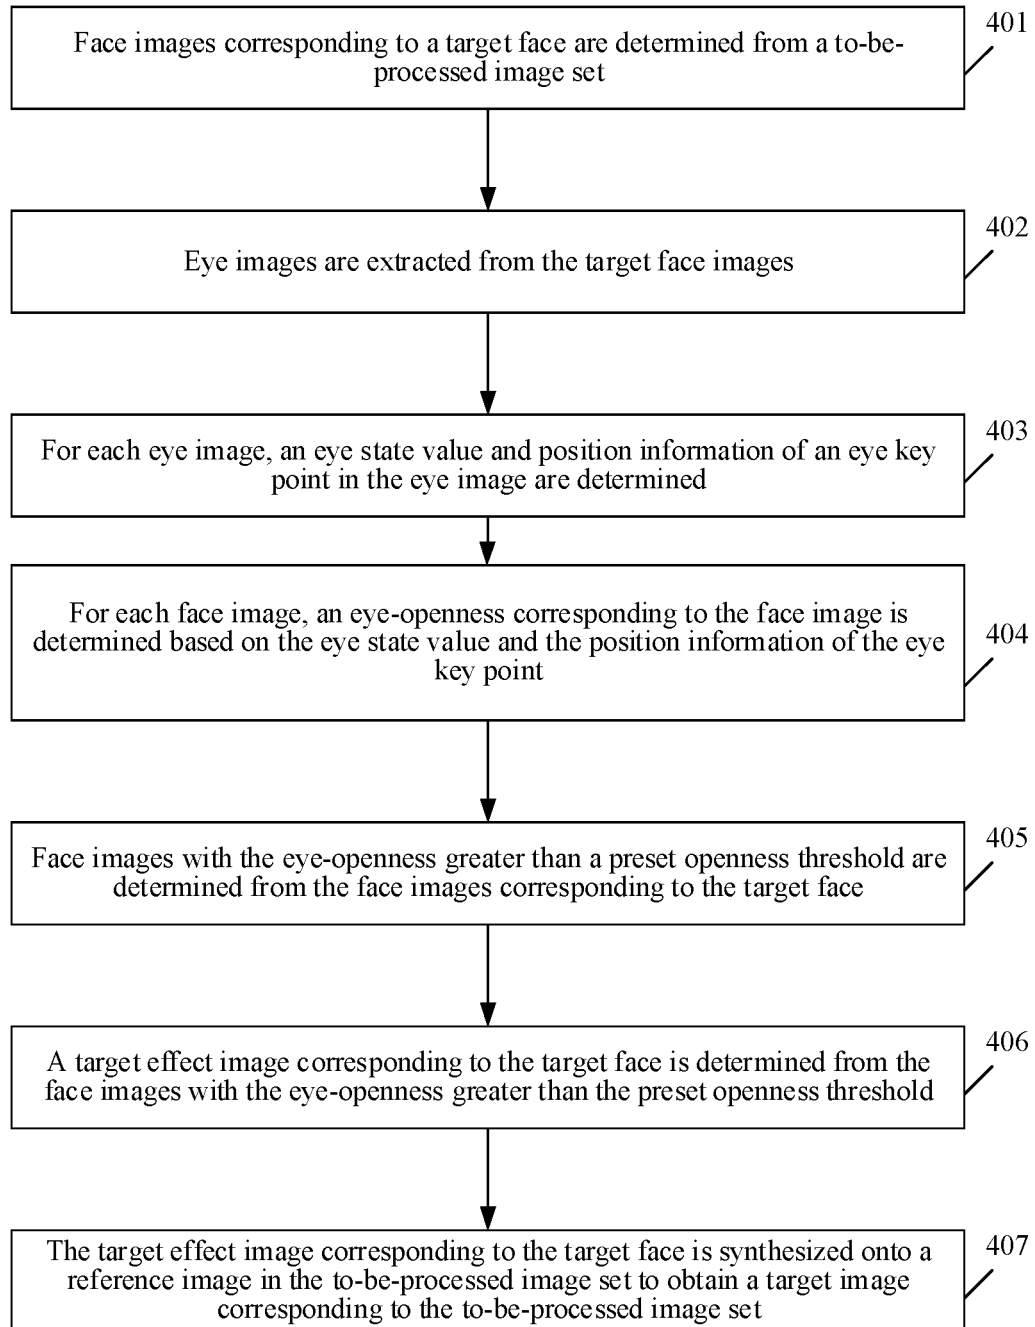 401
Face images corresponding to a target face are determined from a to-be-
processed image set
402
Eye images are extracted from the target face images
403
For each eye image, an eye state value and position information of an eye key
point in the eye image are determined
For each face image, an eye-openness corresponding to the face image is
determined based on the eye state value and the position information of the eye
key point
404
405
Face images with the eye-openness greater than a preset openness threshold are
determined from the face images corresponding to the target face
406
A target effect image corresponding to the target face is determined from the
face images with the eye-openness greater than the preset openness threshold
407
The target effect image corresponding to the target face is synthesized onto a
reference image in the to-be-processed image set to obtain a target image
corresponding to the to-be-processed image set